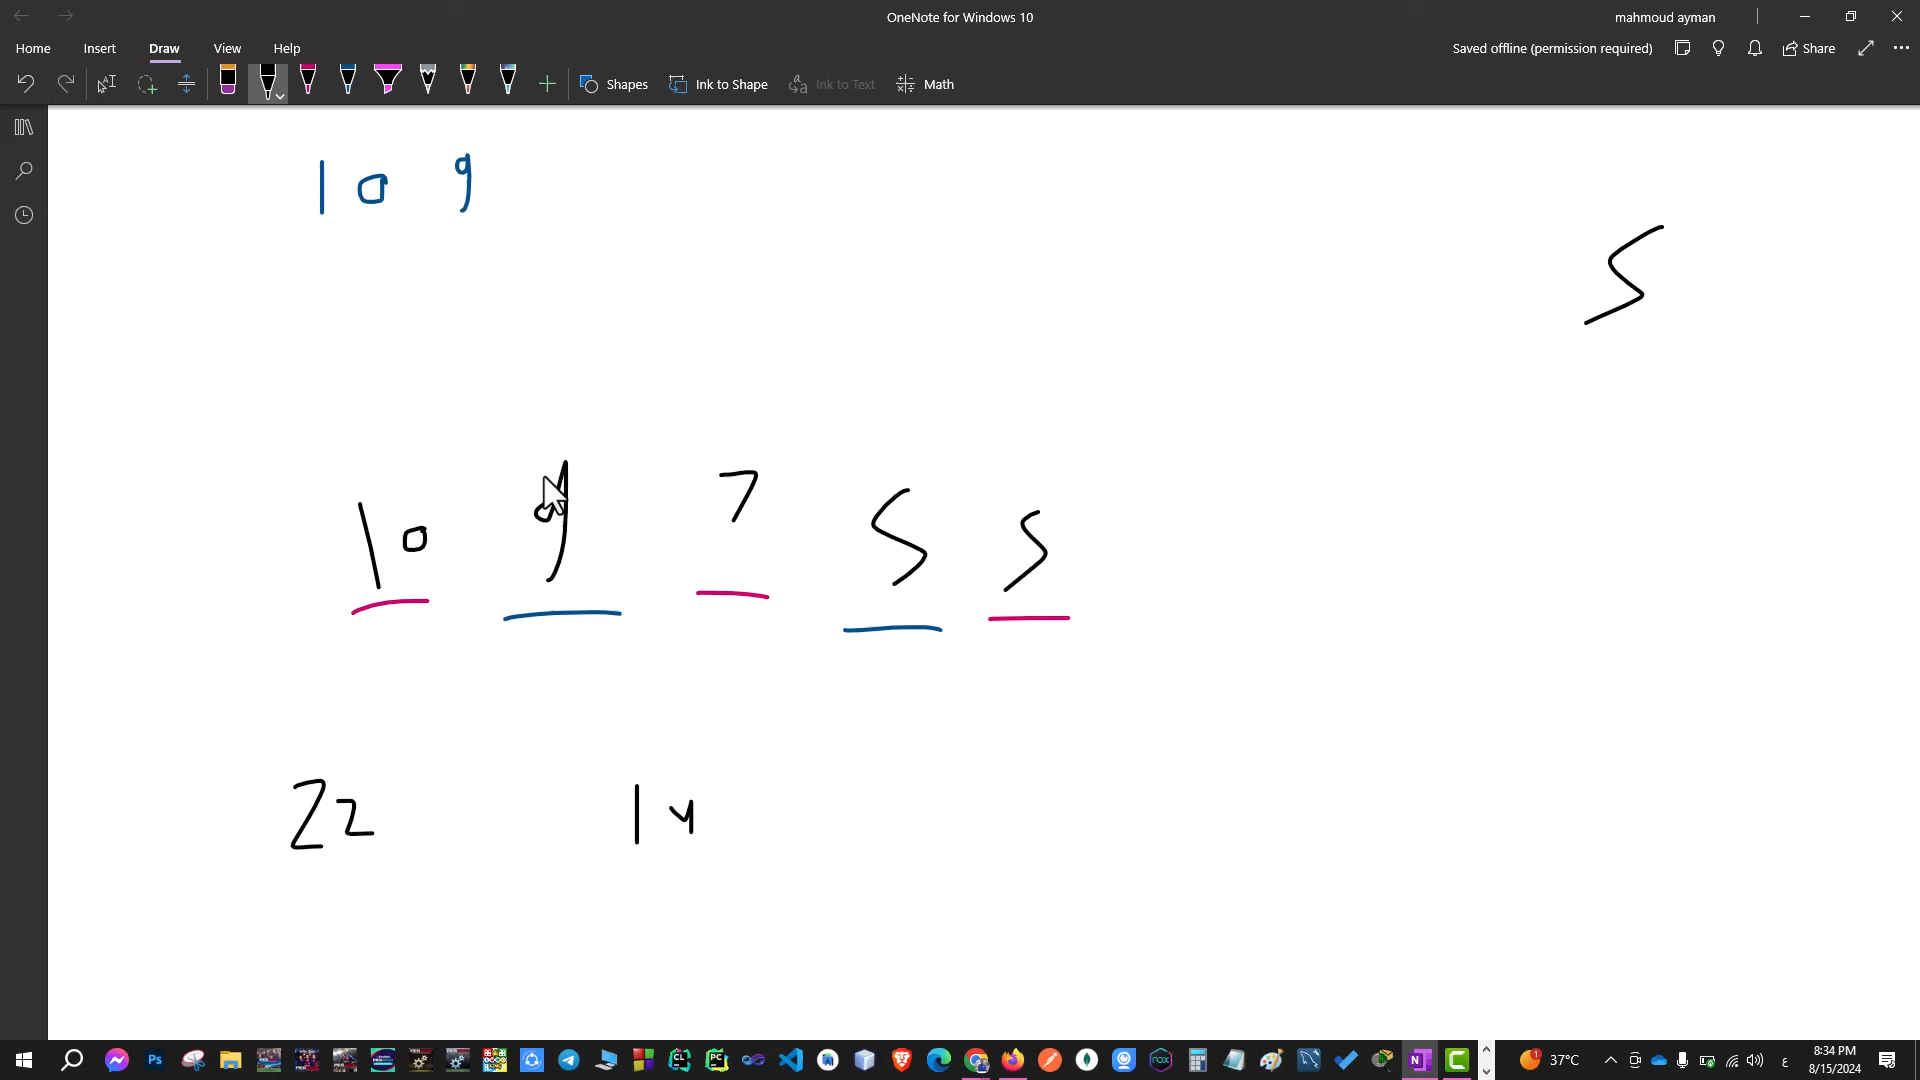 OneNote for Windows 10
mahmoud ayman
Home Insert Draw View Help
Saved offline (permission required) Share
Shapes Ink to Shape Ink to Text Math
10 9
5
10 9 7 5 5
22 14
37°C
8:34 PM
8/15/2024